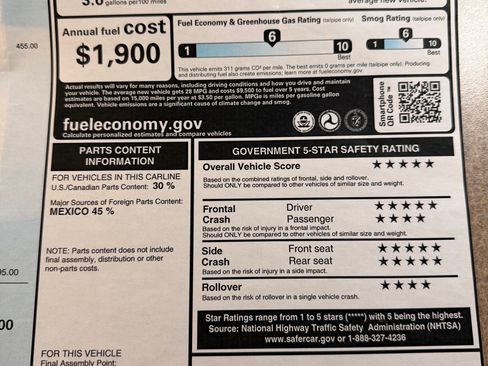 3.6 gallons per 100 miles
average new vehicle.
455.00
Annual fuel cost
$1,900
Fuel Economy & Greenhouse Gas Rating (tailpipe only)
Smog Rating (tailpipe only)
6
1
10
Best
6
1
10
Best
This vehicle emits 311 grams CO² per mile. The best emits 0 grams per mile (tailpipe only). Producing
and distributing fuel also create emissions; learn more at fueleconomy.gov
Actual results will vary for many reasons, including driving conditions and how you drive and maintain
your vehicle. The average new vehicle gets 28 MPG and costs $9,500 to fuel over 5 years. Cost
estimates are based on 15,000 miles per year at $3.50 per gallon. MPGe is miles per gasoline gallon
equivalent. Vehicle emissions are a significant cause of climate change and smog.
fueleconomy.gov
Calculate personalized estimates and compare vehicles
Smartphone
QR Code ™
PARTS CONTENT
INFORMATION
FOR VEHICLES IN THIS CARLINE
U.S./Canadian Parts Content: 30 %
Major Sources of Foreign Parts Content:
MEXICO 45 %
NOTE: Parts content does not include
final assembly, distribution or other
non-parts costs.
95.00
00
FOR THIS VEHICLE
Final Assembly Point:
GOVERNMENT 5-STAR SAFETY RATING
Overall Vehicle Score ★★★★★
Based on the combined ratings of frontal, side and rollover.
Should ONLY be compared to other vehicles of similar size and weight.
Frontal Driver ★★★★★
Crash Passenger ★★★★
Based on the risk of injury in a frontal impact.
Should ONLY be compared to other vehicles of similar size and weight.
Side Front seat ★★★★★
Crash Rear seat ★★★★★
Based on the risk of injury in a side impact.
Rollover ★★★★
Based on the risk of rollover in a single vehicle crash.
Star Ratings range from 1 to 5 stars (*****) with 5 being the highest.
Source: National Highway Traffic Safety Administration (NHTSA)
www.safercar.gov or 1-888-327-4236